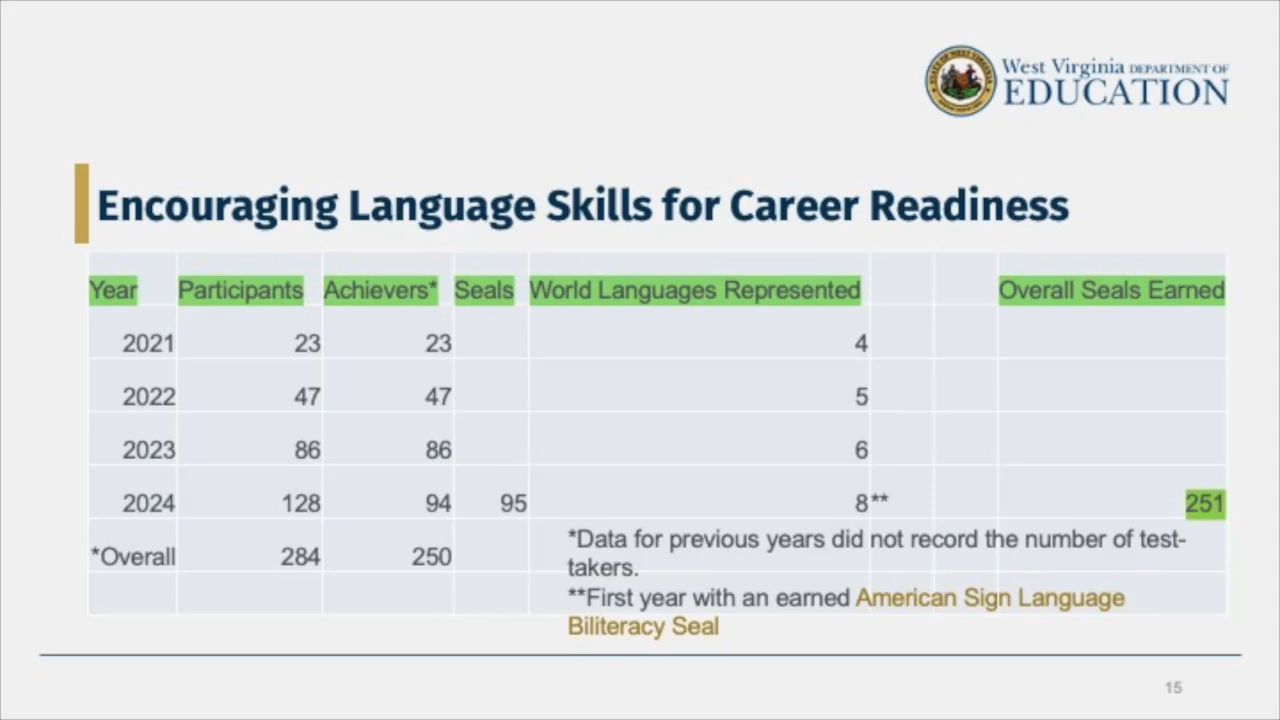 West Virginia DEPARTMENT OF
EDUCATION
Encouraging Language Skills for Career Readiness
Year Participants Achievers* Seals World Languages Represented Overall Seals Earned
2021 23 23 4
2022 47 47 5
2023 86 86 6
2024 128 94 95 8** 251
*Overall 284 250
*Data for previous years did not record the number of test-
takers.
**First year with an earned American Sign Language
Biliteracy Seal
15